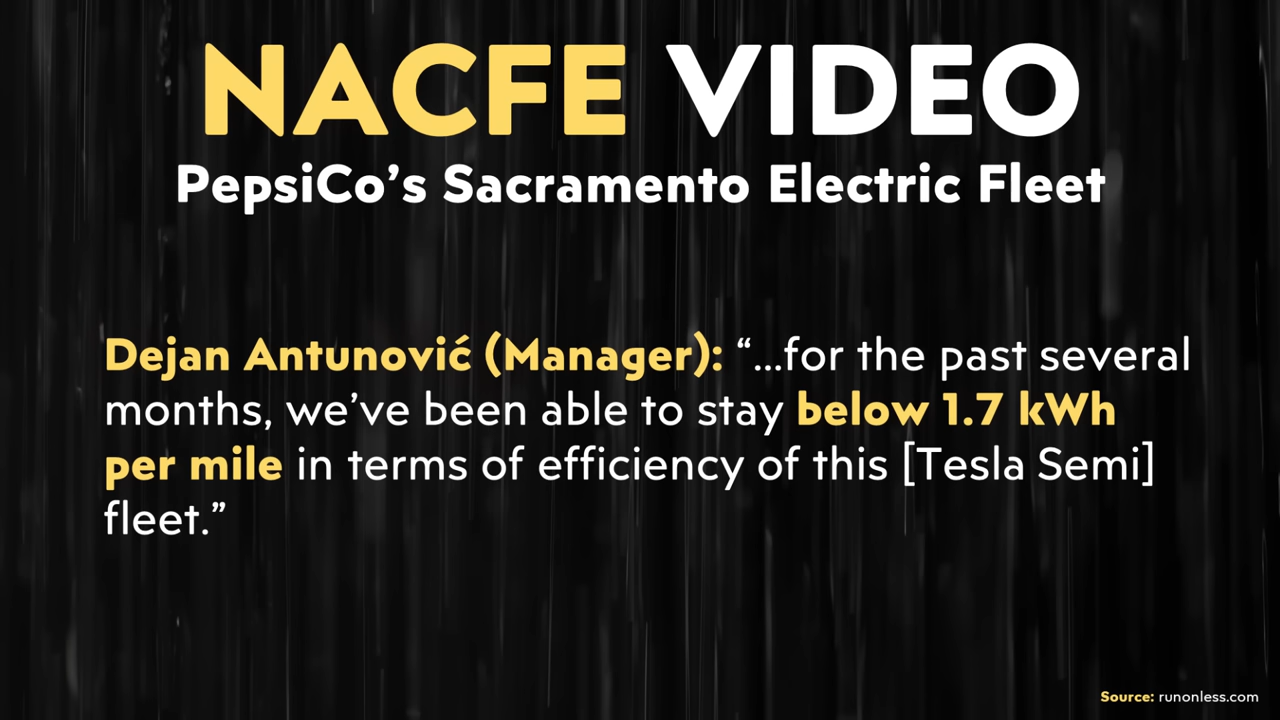 NACFE VIDEO
PepsiCo’s Sacramento Electric Fleet
Dejan Antunović (Manager): “...for the past several
months, we’ve been able to stay below 1.7 kWh
per mile in terms of efficiency of this [Tesla Semi]
fleet.”
Source: runonless.com